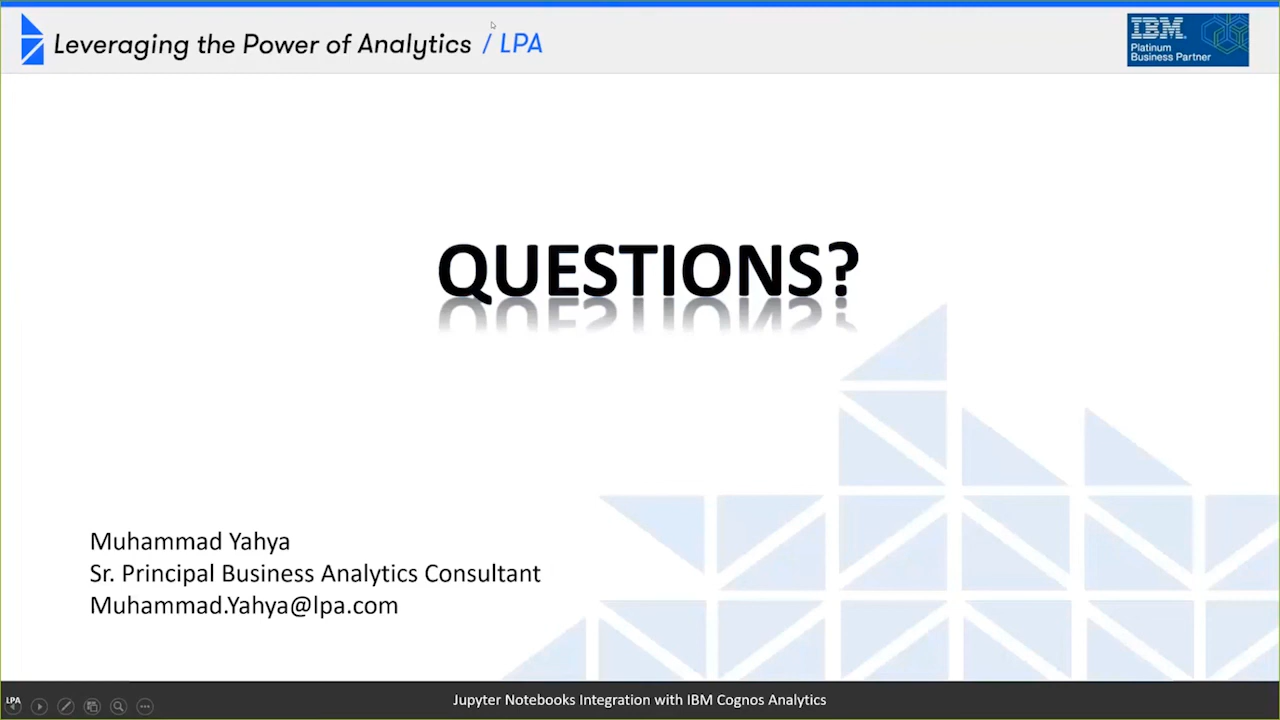 Leveraging the Power of Analytics / LPA
IBM
Platinum
Business Partner
QUESTIONS?
Muhammad Yahya
Sr. Principal Business Analytics Consultant
Muhammad.Yahya@lpa.com
LPA
Jupyter Notebooks Integration with IBM Cognos Analytics